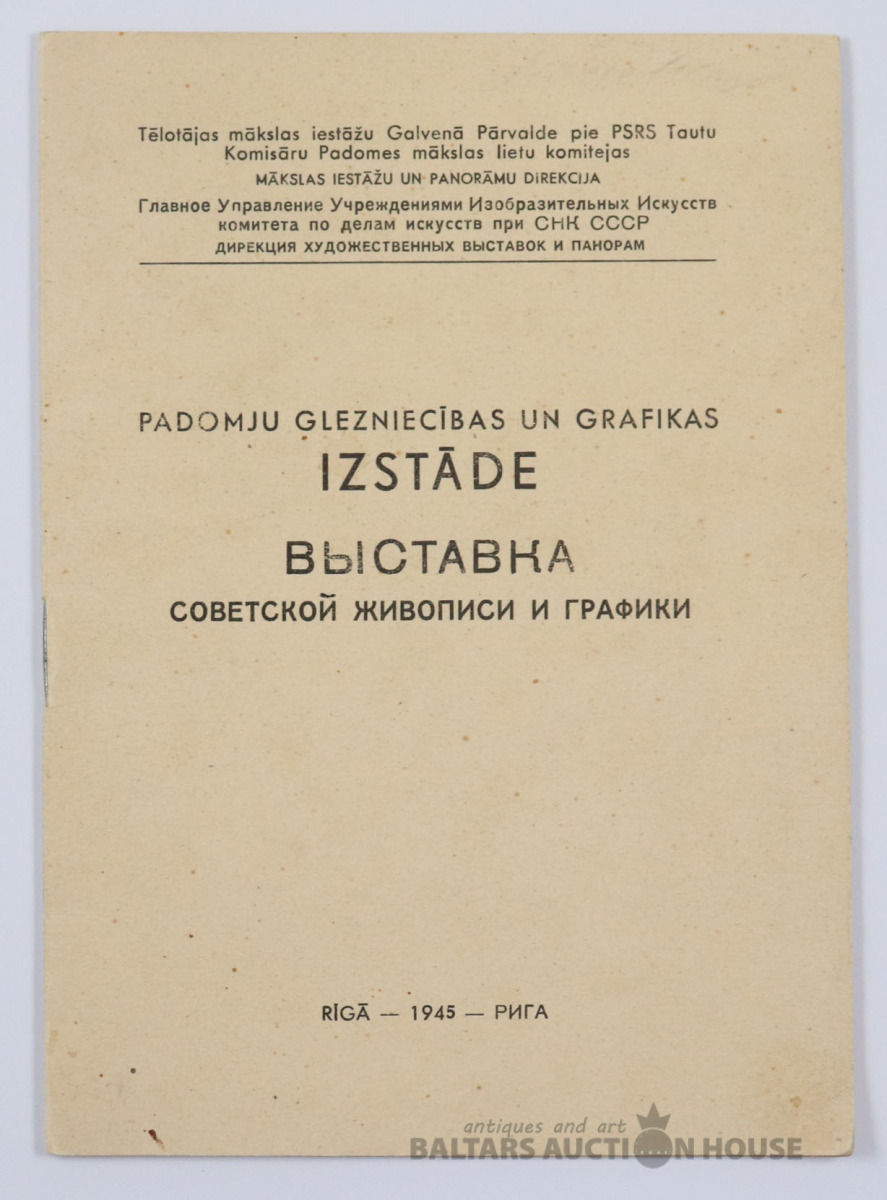 Tēlotājas mākslas iestāžu Galvenā Pārvalde pie PSRS Tautu
Komisāru Padomes mākslas lietu komitejas
MĀKSLAS IESTĀŽU UN PANORĀMU DIREKCIJA
Главное Управление Учреждениями Изобразительных Искусств
комитета по делам искусств при СНК СССР
ДИРЕКЦИЯ ХУДОЖЕСТВЕННЫХ ВЫСТАВОК И ПАНОРАМ
PADOMJU GLEZNIECĪBAS UN GRAFIKAS
IZSTĀDE
ВЫСТАВКА
СОВЕТСКОЙ ЖИВОПИСИ И ГРАФИКИ
RĪGĀ — 1945 — РИГА
antiques and art
BALTARS AUCTION HOUSE